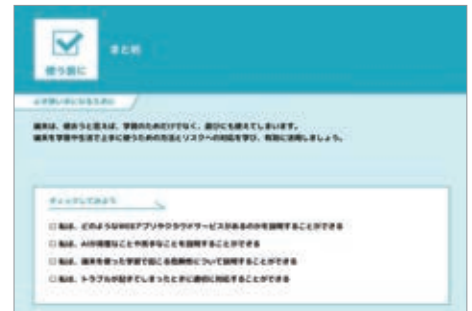 使う前に
まとめ
端末は、使おうと思えば、学習のためだけでなく、遊びにも使えてしまいます。
端末を学習や生活で上手に使うための方法とリスクへの対応を学び、有効に活用しましょう。
チェックしてみよう
□私は、どのようなWEBアプリやクラウドサービスがあるのかを説明することができる
□私は、AIが得意なことや苦手なことを説明することができる
□私は、端末を使った学習で起こる危険性について説明することができる
□私は、トラブルが起きてしまったときに適切に対応することができる